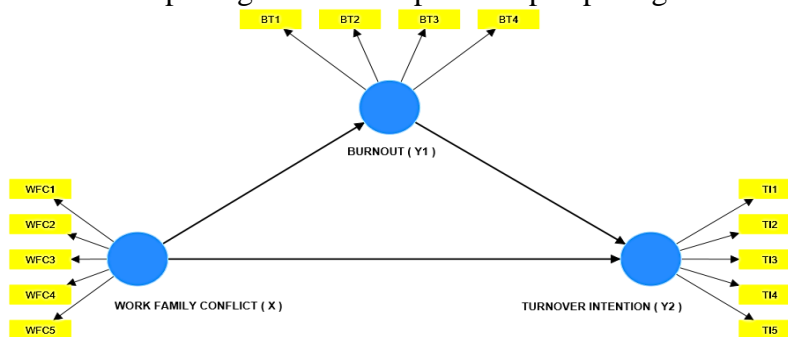 BT1 BT2 BT3 BT4
BURNOUT ( Y1 )
WFC1 TI1
WFC2 TI2
WFC3 TI3
WFC4 TI4
WORK FAMILY CONFLICT ( X ) TURNOVER INTENTION ( Y2 )
WFC5 TI5